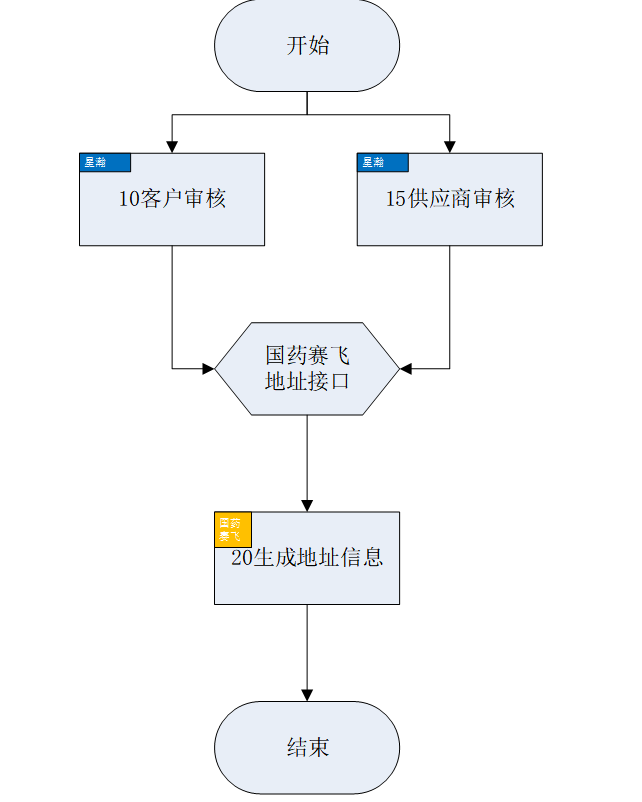 开始
星瀚
10客户审核
星瀚
15供应商审核
国药赛飞
地址接口
国药
赛飞
20生成地址信息
结束